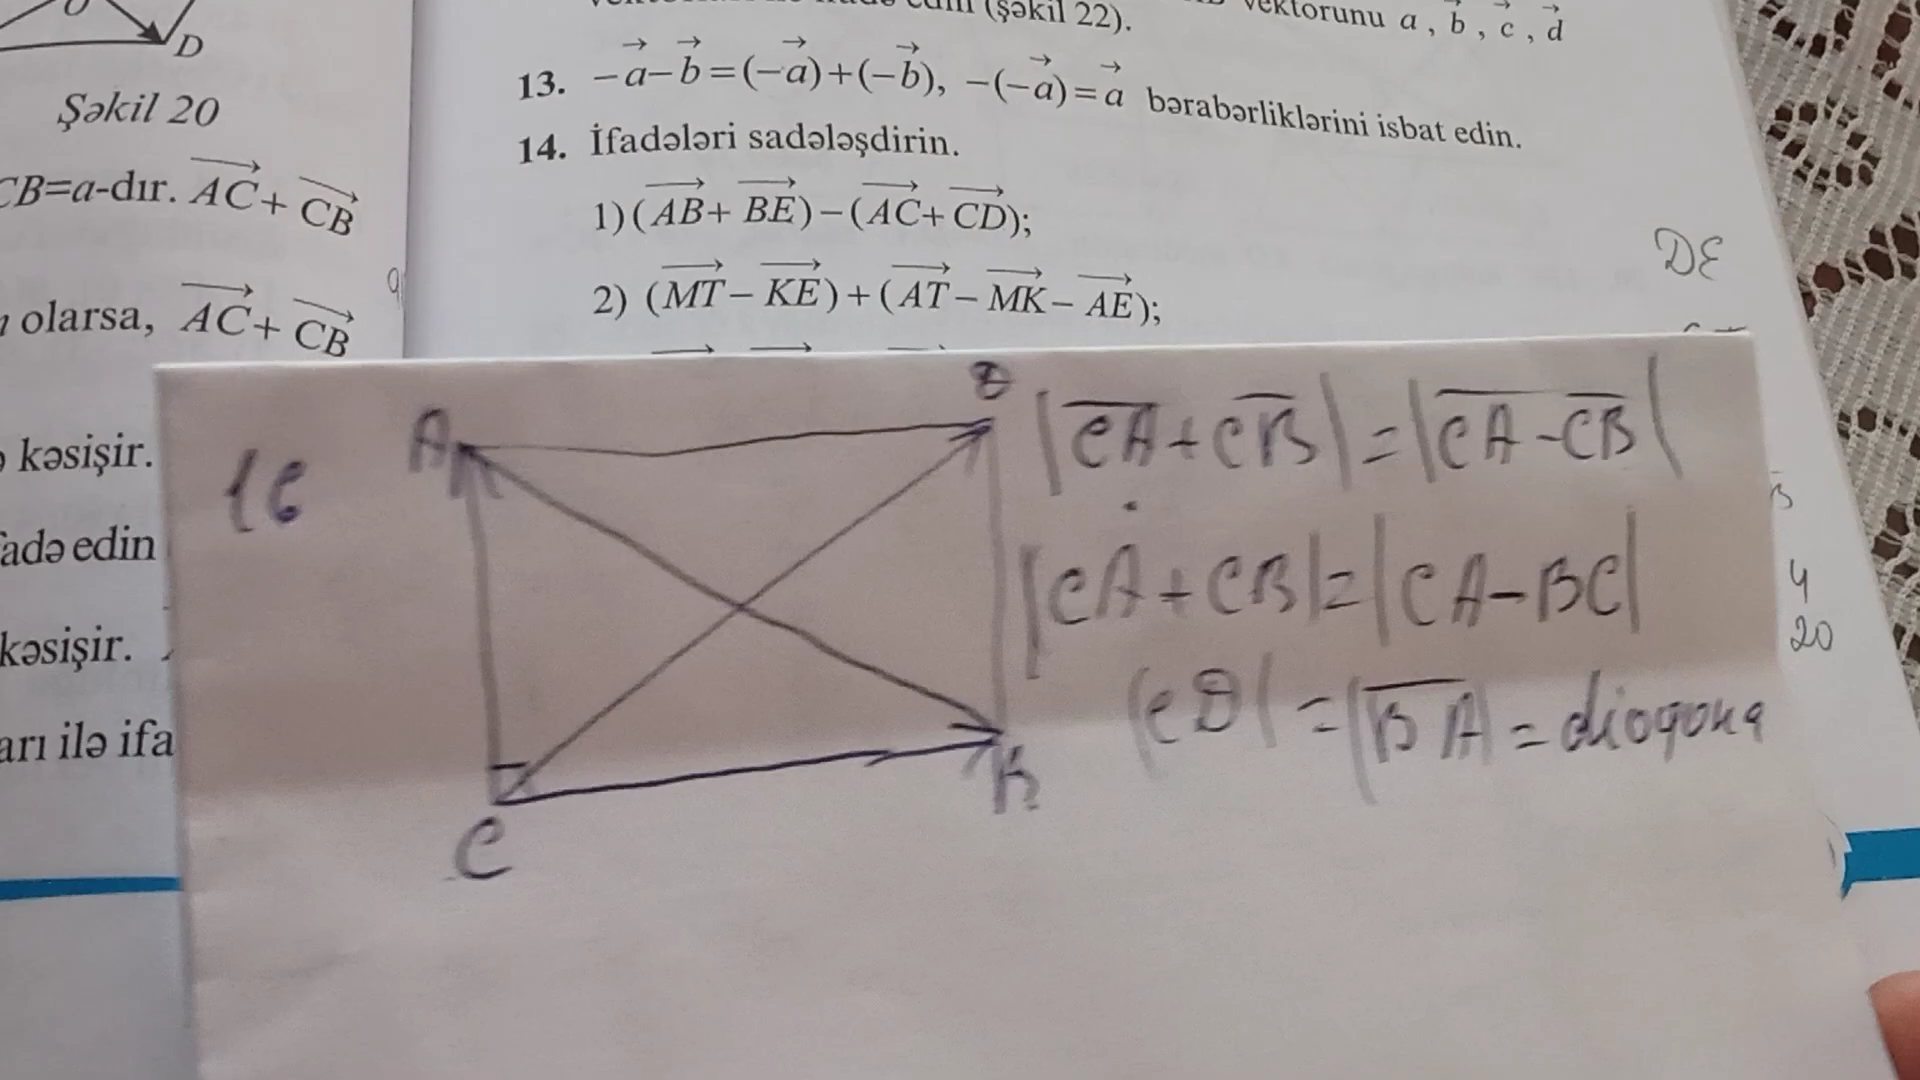 D
Şəkil 20
CB=a-dır. AC+ CB
olarsa, AC+ CB
kəsişir.
adə edin
kəsişir.
arı ilə ifa
(şəkil 22).
vektorunu a , b , c , d
13. −a−b=(−a)+(−b), −(−a)=a bərabərliklərini isbat edin.
14. İfadələri sadələşdirin.
1)(AB+ BE)−(AC+ CD);
2) (MT− KE)+(AT− MK− AE);
DE
4
20
16
A
D
C
B
|CA+CB|=|CA-CB|
|CA+CB|=|CA-BC|
|CD|=|BA|=